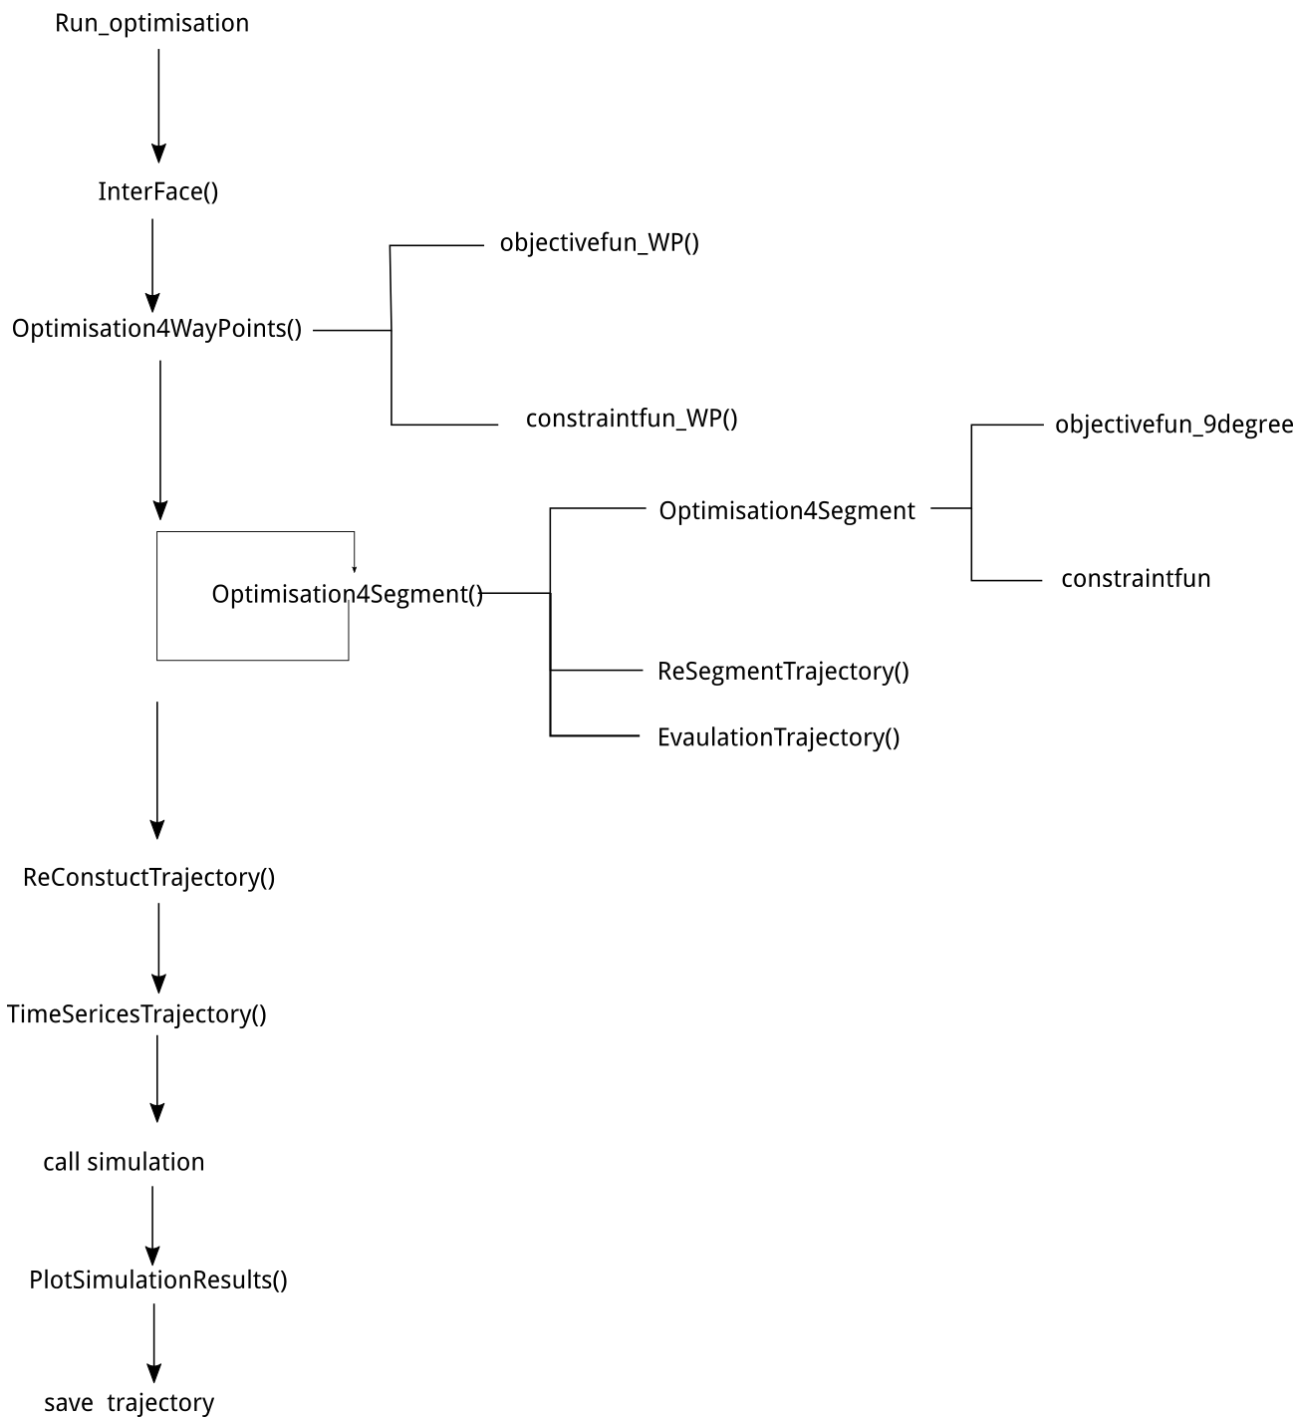 Run_optimisation
InterFace()
objectivefun_WP()
Optimisation4WayPoints()
constraintfun_WP()
objectivefun_9degree
Optimisation4Segment
constraintfun
Optimisation4Segment()
ReSegmentTrajectory()
EvaulationTrajectory()
ReConstuctTrajectory()
TimeSericesTrajectory()
call simulation
PlotSimulationResults()
save trajectory